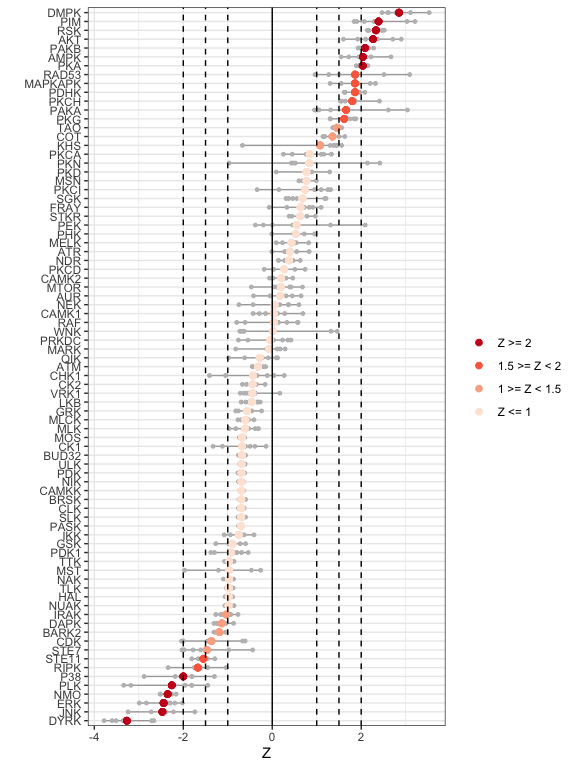 DMPK
PIM
RSK
AKT
PAKB
AMPK
PKA
RAD53
MAPKAPK
PDHK
PKCH
PAKA
PKG
TAO
COT
KHS
PKCA
PKN
PKD
MSN
PKCI
SGK
FRAY
STKR
PEK
PHK
MELK
ATR
NDR
PKCD
CAMK2
MTOR
AUR
NEK
CAMK1
RAF
WNK
PRKDC
MARK
QIK
ATM
CHK1
CK2
VRK1
LKB
GRK
MLCK
MLK
MOS
CK1
BUD32
ULK
PDK
NIK
CAMKK
BRSK
CLK
SLK
PASK
IKK
GSK
PDK1
TTK
MST
NAK
TLK
HAL
NUAK
IRAK
DAPK
BARK2
CDK
STE7
STE11
RIPK
P38
PLK
NMO
ERK
JNK
DYRK
-4 -2 0 2
Z
Z >= 2
1.5 >= Z < 2
1 >= Z < 1.5
Z <= 1